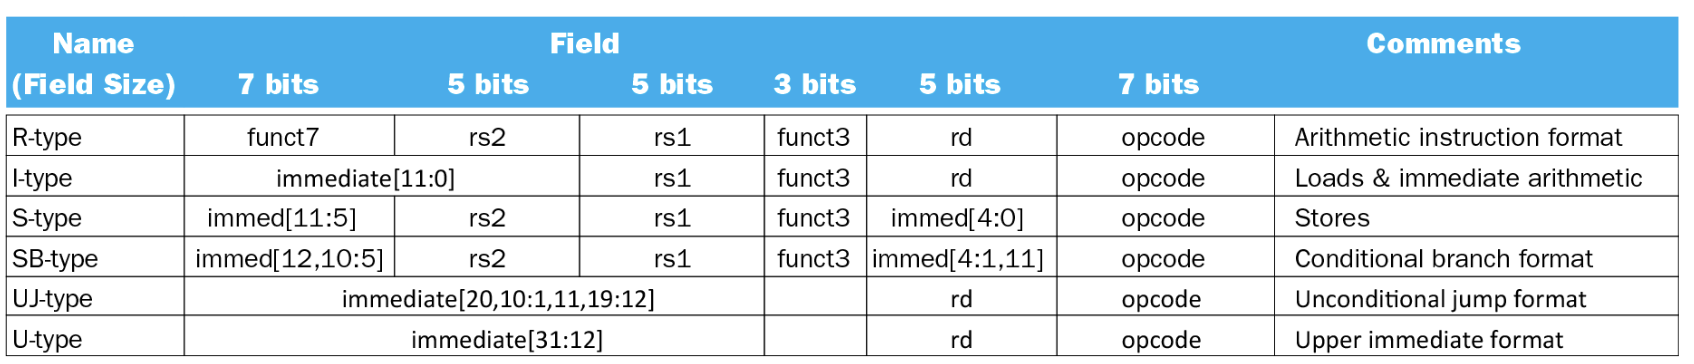 Name Field Comments
(Field Size) 7 bits 5 bits 5 bits 3 bits 5 bits 7 bits
R-type funct7 rs2 rs1 funct3 rd opcode Arithmetic instruction format
I-type immediate[11:0] rs1 funct3 rd opcode Loads & immediate arithmetic
S-type immed[11:5] rs2 rs1 funct3 immed[4:0] opcode Stores
SB-type immed[12,10:5] rs2 rs1 funct3 immed[4:1,11] opcode Conditional branch format
UJ-type immediate[20,10:1,11,19:12] rd opcode Unconditional jump format
U-type immediate[31:12] rd opcode Upper immediate format